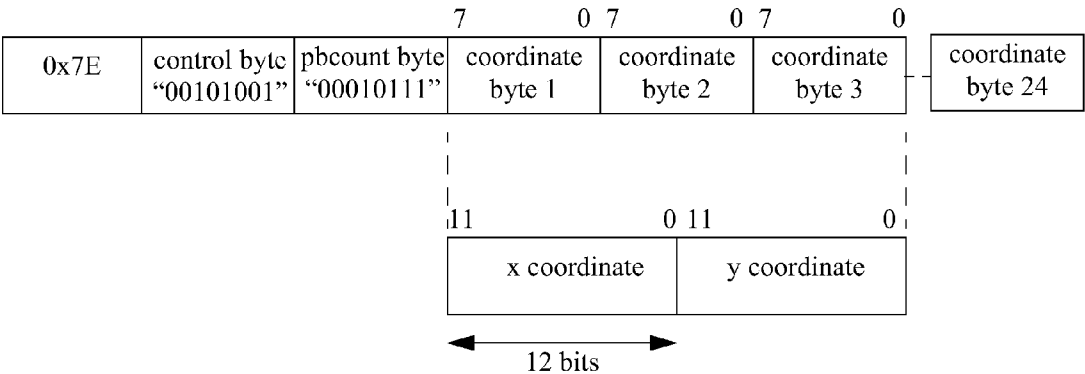 7 0 7 0 7 0
0x7E
control byte
“00101001”
pbcount byte
“00010111”
coordinate
byte 1
coordinate
byte 2
coordinate
byte 3
coordinate
byte 24
11 0 11 0
x coordinate
y coordinate
12 bits